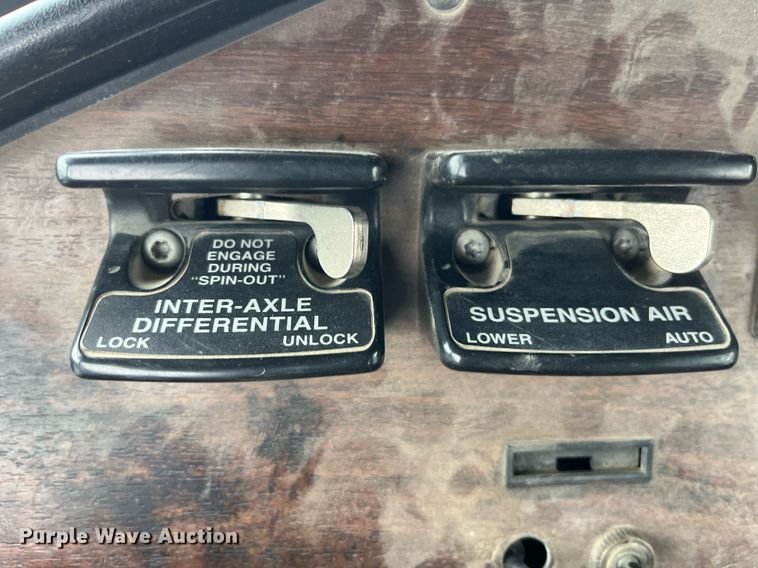 DO NOT
ENGAGE
DURING
"SPIN-OUT"
INTER-AXLE
DIFFERENTIAL
LOCK UNLOCK
SUSPENSION AIR
LOWER AUTO
Purple Wave Auction